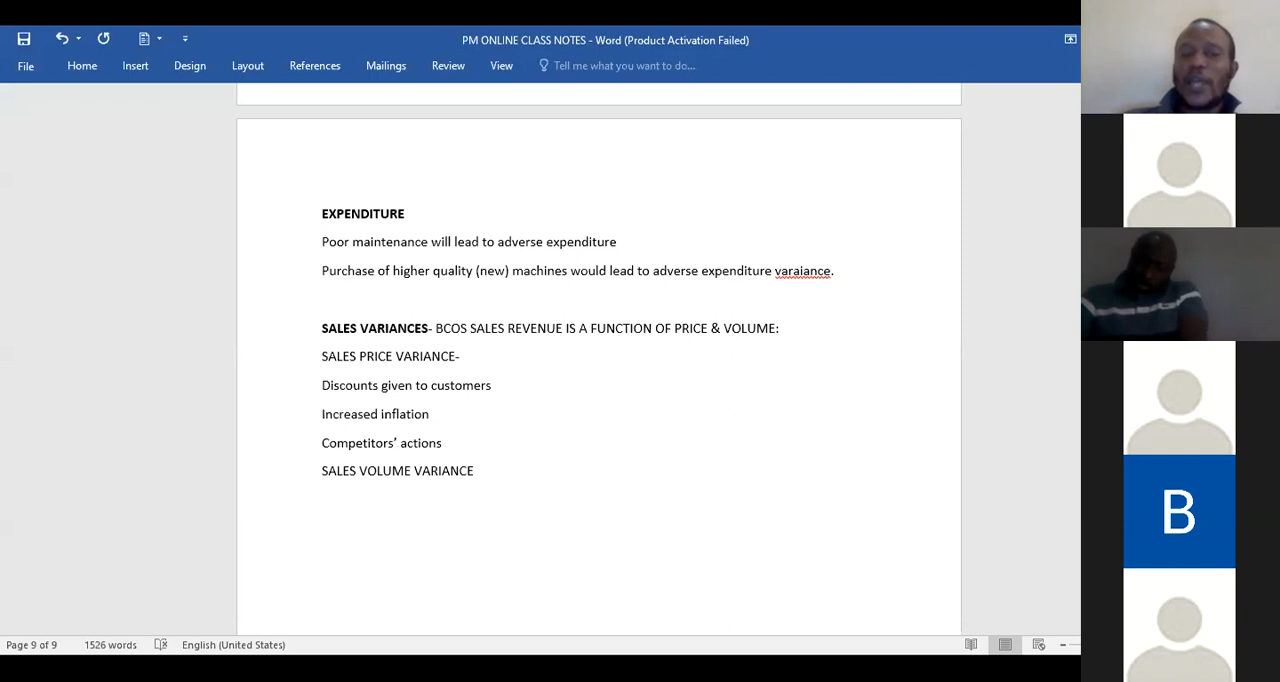 PM ONLINE CLASS NOTES - Word (Product Activation Failed)
File Home Insert Design Layout References Mailings Review View Tell me what you want to do...
EXPENDITURE
Poor maintenance will lead to adverse expenditure
Purchase of higher quality (new) machines would lead to adverse expenditure varaiance.
SALES VARIANCES- BCOS SALES REVENUE IS A FUNCTION OF PRICE & VOLUME:
SALES PRICE VARIANCE-
Discounts given to customers
Increased inflation
Competitors’ actions
SALES VOLUME VARIANCE
B
Page 9 of 9 1526 words English (United States)